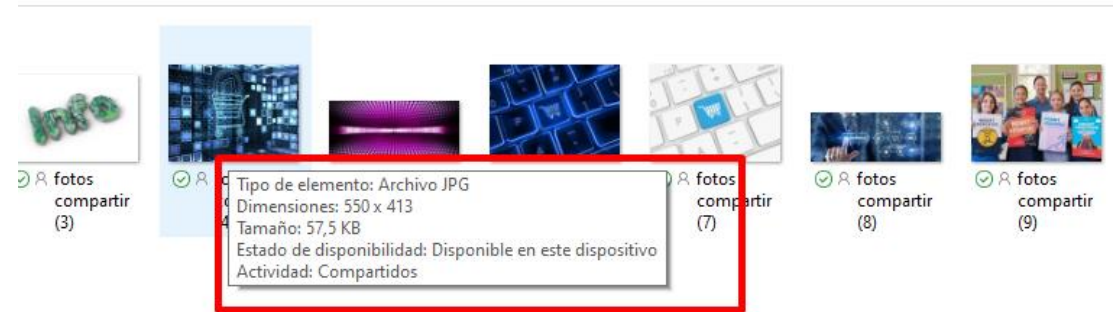 fotos
compartir
(3)
Tipo de elemento: Archivo JPG
Dimensiones: 550 x 413
Tamaño: 57,5 KB
Estado de disponibilidad: Disponible en este dispositivo
Actividad: Compartidos
fotos
compartir
(7)
fotos
compartir
(8)
fotos
compartir
(9)